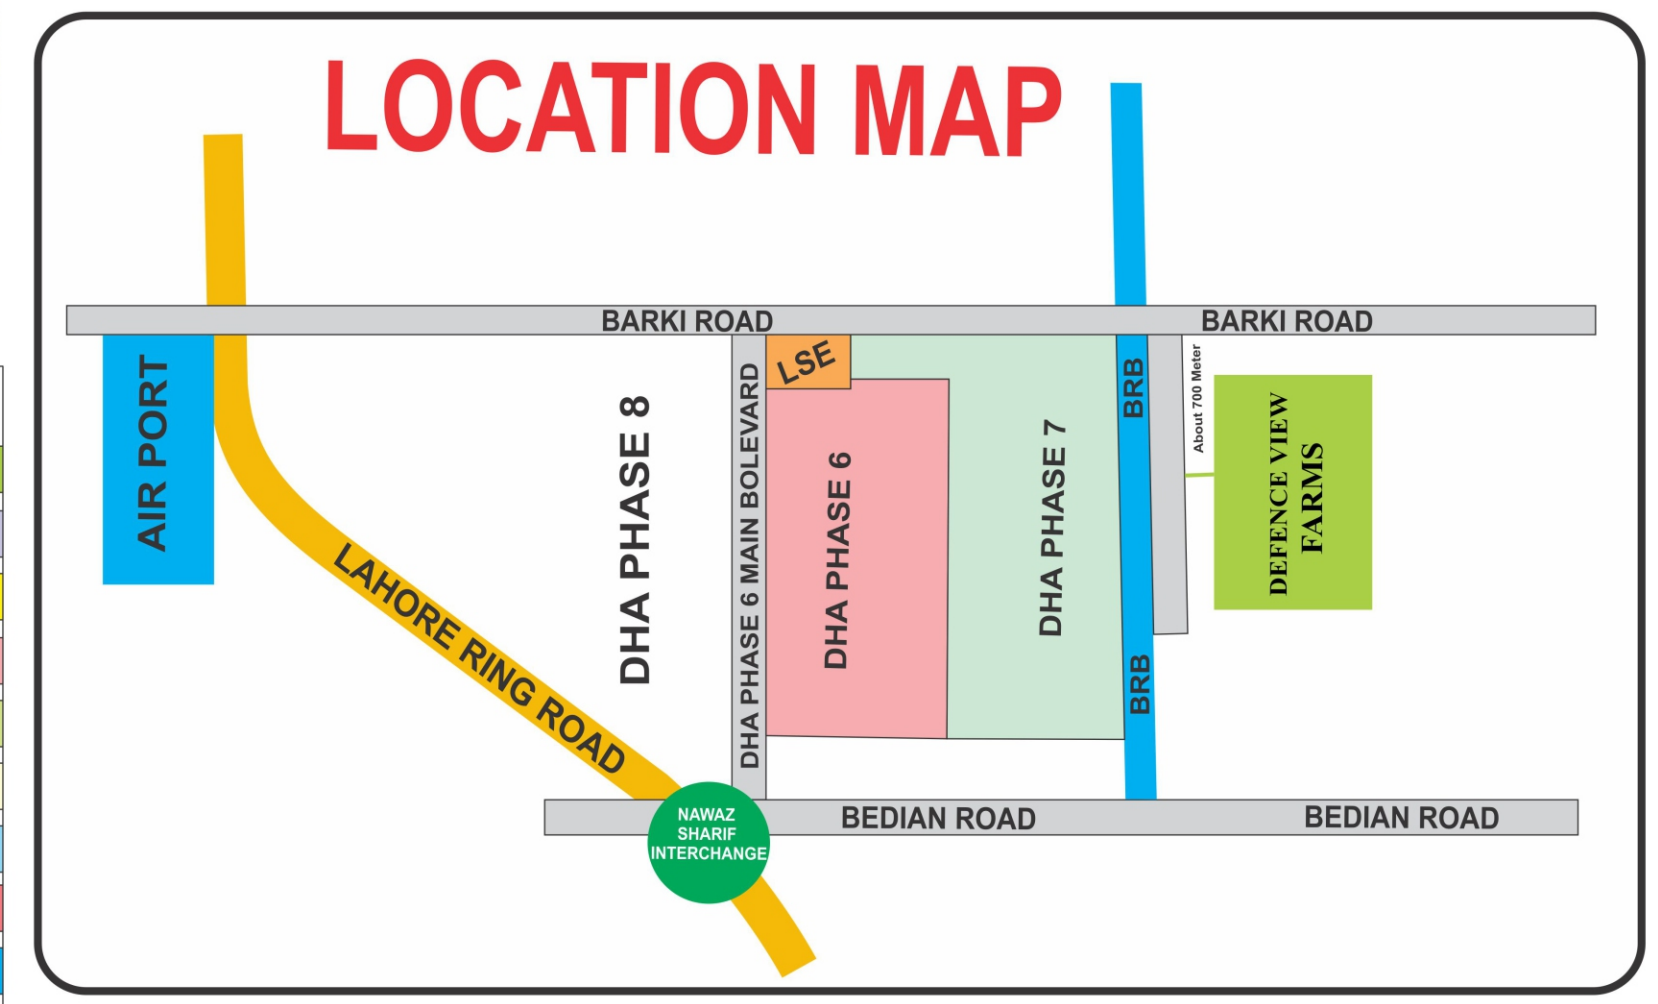 LOCATION MAP
BARKI ROAD
BARKI ROAD
AIR PORT
LAHORE RING ROAD
DHA PHASE 8
DHA PHASE 6 MAIN BOLEVARD
LSE
DHA PHASE 6
DHA PHASE 7
BRB
BRB
About 700 Meter
DEFENCE VIEW
FARMS
NAWAZ
SHARIF
INTERCHANGE
BEDIAN ROAD
BEDIAN ROAD